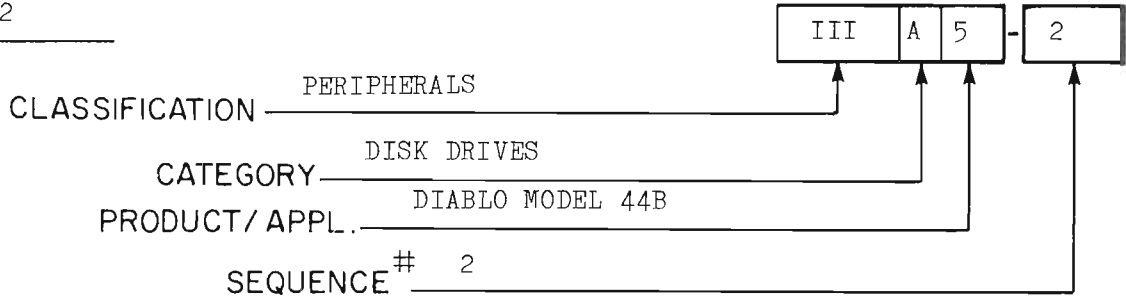 2
III A 5 - 2
PERIPHERALS
CLASSIFICATION
DISK DRIVES
CATEGORY
DIABLO MODEL 44B
PRODUCT/APPL.
SEQUENCE # 2